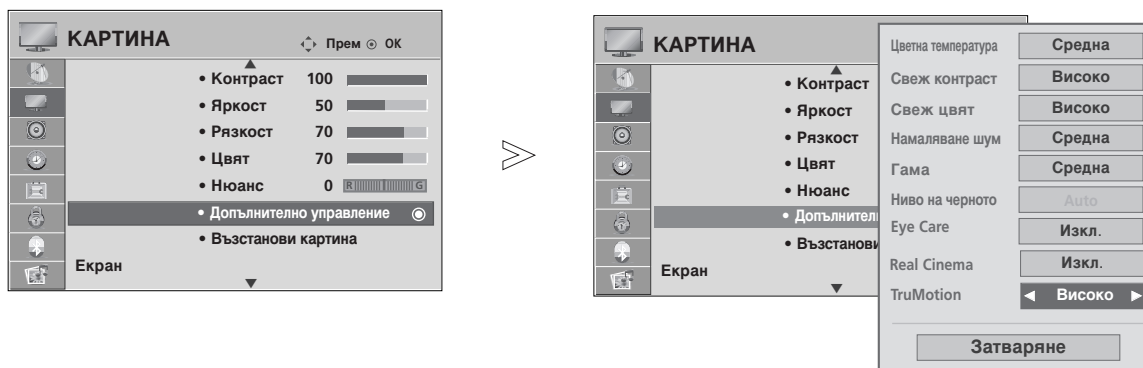 КАРТИНА
Прем ОК
• Контраст 100
• Яркост 50
• Рязкост 70
• Цвят 70
• Нюанс 0 R G
• Допълнително управление
• Възстанови картина
Екран
КАРТИНА
• Контраст
• Яркост
• Рязкост
• Цвят
• Нюанс
• Допълнител
• Възстанови
Екран
Цветна температура Средна
Свеж контраст Високо
Свеж цвят Високо
Намаляване шум Средна
Гама Средна
Ниво на черното Auto
Eye Care Изкл.
Real Cinema Изкл.
TruMotion Високо
Затваряне